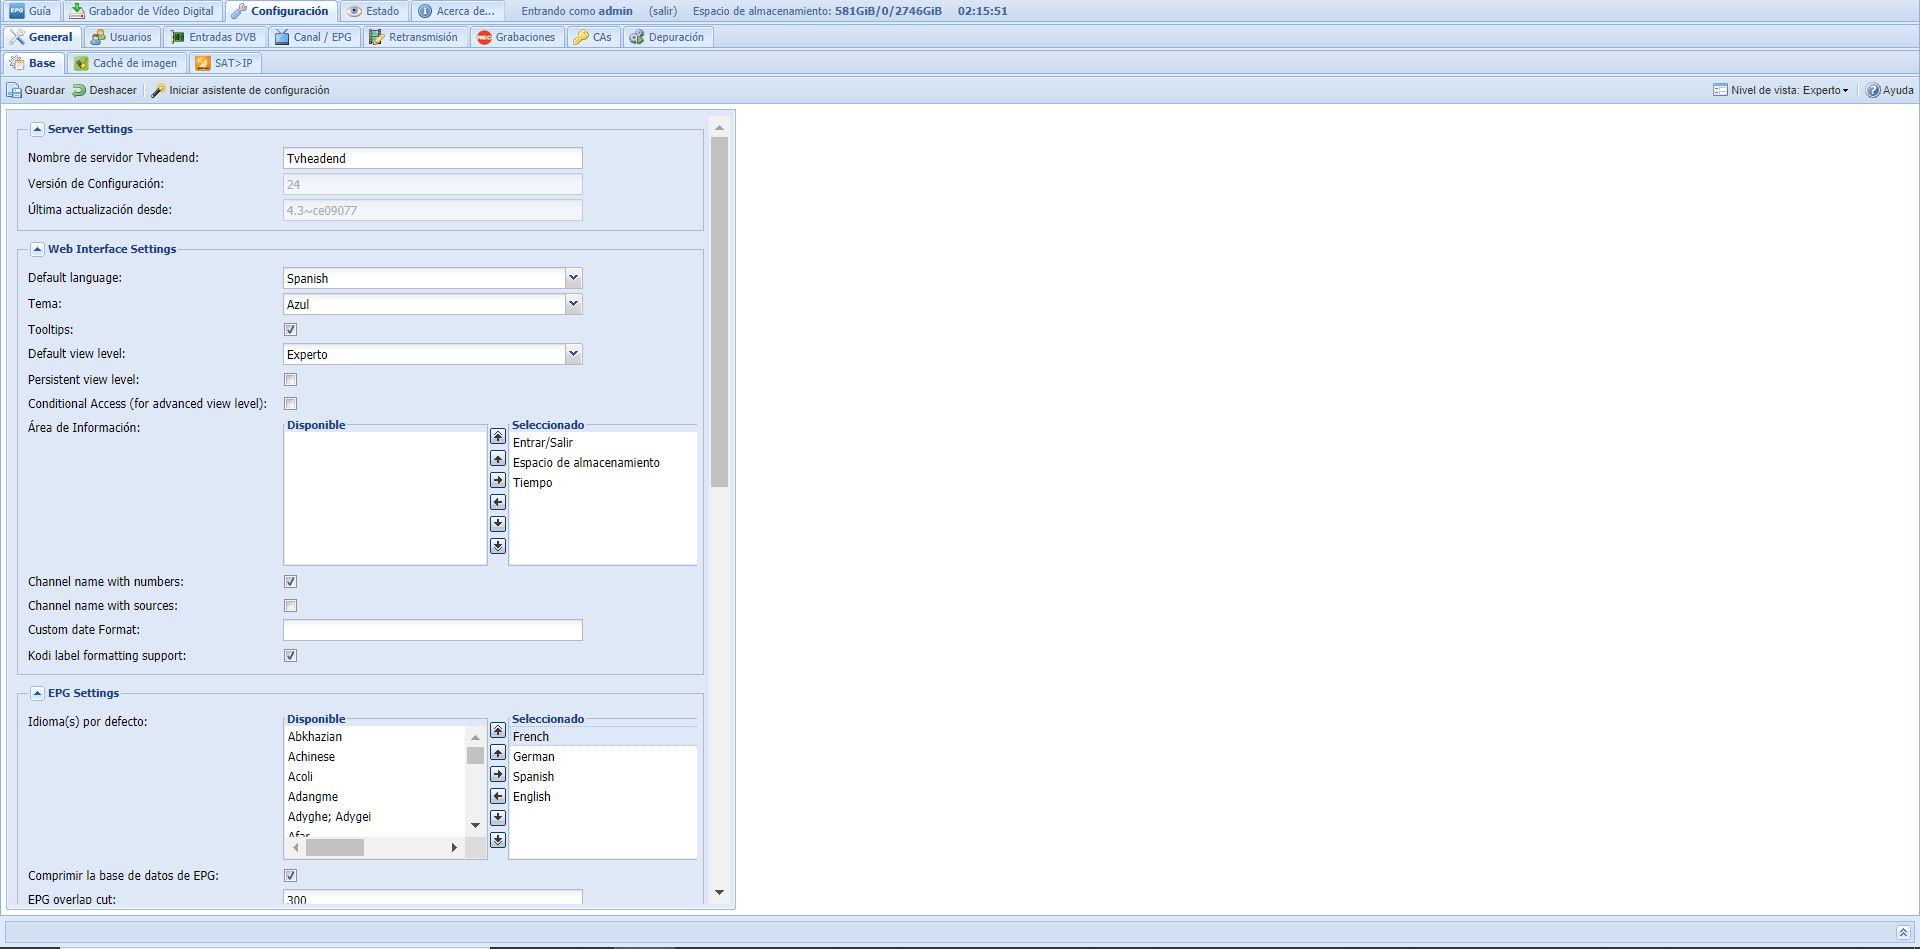 EPG Guía Grabador de Vídeo Digital Configuración Estado Acerca de... Entrando como admin (salir) Espacio de almacenamiento: 581GiB/0/2746GiB 02:15:51
General Usuarios Entradas DVB Canal / EPG Retransmisión REC Grabaciones CAs Depuración
Base Caché de imagen SAT>IP
Guardar Deshacer Iniciar asistente de configuración Nivel de vista: Experto Ayuda
Server Settings
Nombre de servidor Tvheadend: Tvheadend
Versión de Configuración: 24
Última actualización desde: 4.3~ce09077
Web Interface Settings
Default language: Spanish
Tema: Azul
Tooltips:
Default view level: Experto
Persistent view level:
Conditional Access (for advanced view level):
Área de Información: Disponible Seleccionado
Entrar/Salir
Espacio de almacenamiento
Tiempo
Channel name with numbers:
Channel name with sources:
Custom date Format:
Kodi label formatting support:
EPG Settings
Idioma(s) por defecto: Disponible Seleccionado
Abkhazian French
Achinese German
Acoli Spanish
Adangme English
Adyghe; Adygei
Afar
Comprimir la base de datos de EPG:
EPG overlap cut: 300